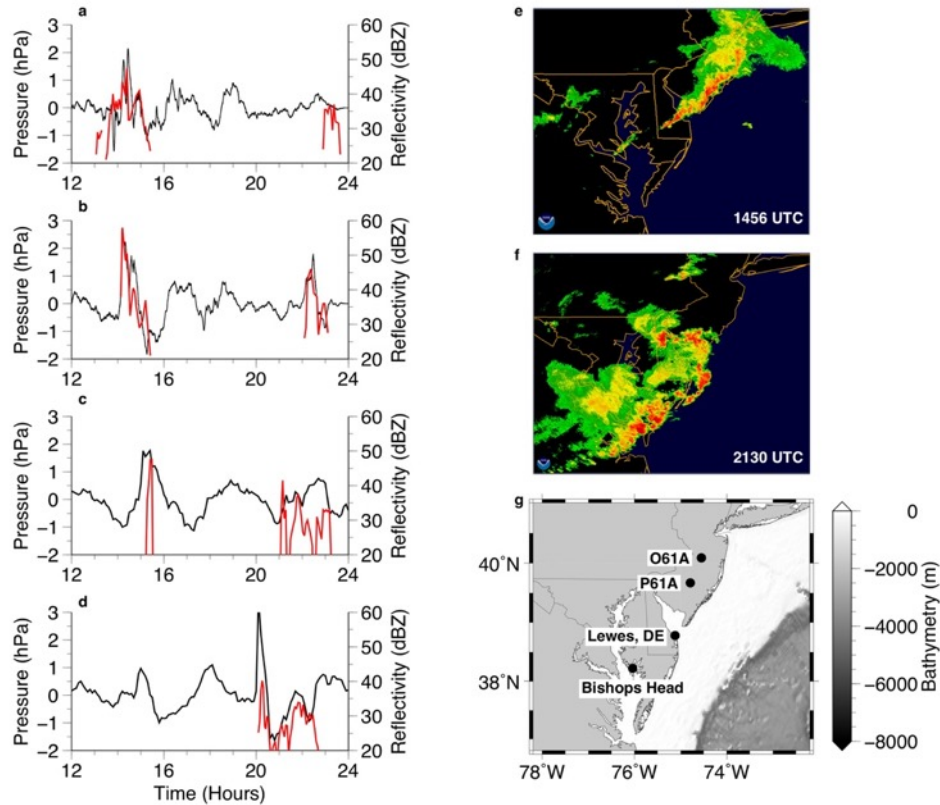 a
Pressure (hPa)
3
2
1
0
−1
−2
Reflectivity (dBZ)
60
50
40
30
20
12 16 20 24
b
Pressure (hPa)
3
2
1
0
−1
−2
Reflectivity (dBZ)
60
50
40
30
20
12 16 20 24
c
Pressure (hPa)
3
2
1
0
−1
−2
Reflectivity (dBZ)
60
50
40
30
20
12 16 20 24
d
Pressure (hPa)
3
2
1
0
−1
−2
Reflectivity (dBZ)
60
50
40
30
20
12 16 20 24
Time (Hours)
e
1456 UTC
f
2130 UTC
g
40°N
38°N
O61A
P61A
Lewes, DE
Bishops Head
78°W 76°W 74°W
0
−2000
−4000
−6000
−8000
Bathymetry (m)